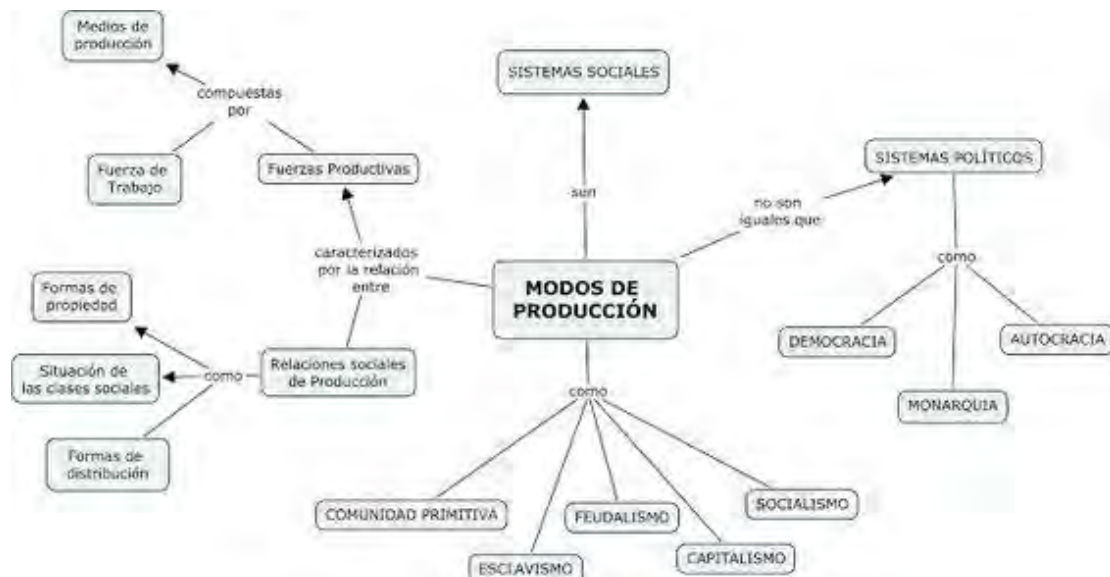 Medios de
producción
SISTEMAS SOCIALES
compuestas
por
Fuerza de
Trabajo
Fuerzas Productivas
SISTEMAS POLÍTICOS
son
no son
iguales que
caracterizados
por la relación
entre
MODOS DE
PRODUCCIÓN
como
Formas de
propiedad
DEMOCRACIA
AUTOCRACIA
Situación de
las clases sociales
como
Relaciones sociales
de Producción
como
MONARQUIA
Formas de
distribución
COMUNIDAD PRIMITIVA
FEUDALISMO
SOCIALISMO
ESCLAVISMO
CAPITALISMO